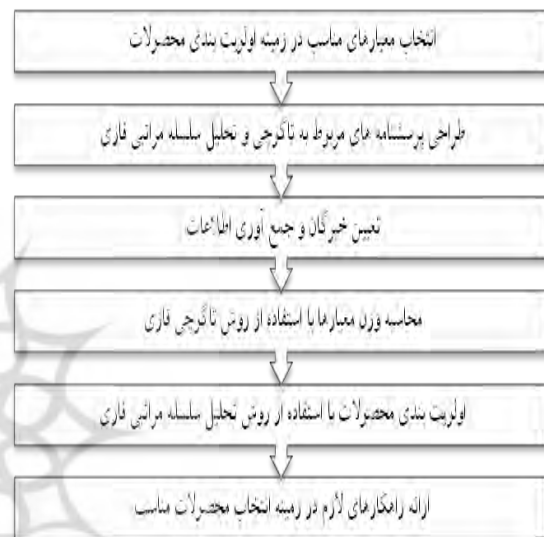 انتخاب معیارهای مناسب در زمینه اولویت بندی محصولات
طراحی پرسشنامه های مربوط به تاگرچی و تحلیل سلسله مراتبی فازی
تعیین خبرگان و جمع آوری اطلاعات
محاسبه وزن معیارها با استفاده از روش تاگرچی فازی
اولویت بندی محصولات با استفاده از روش تحلیل سلسله مراتبی فازی
ارائه راهکارهای لازم در زمینه انتخاب محصولات مناسب